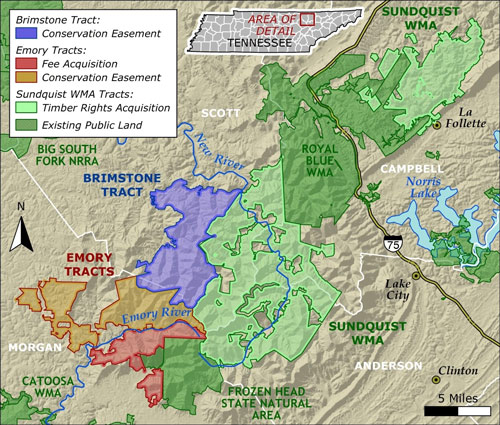 Brimstone Tract:
Conservation Easement
Emory Tracts:
Fee Acquisition
Conservation Easement
Sundquist WMA Tracts:
Timber Rights Acquisition
Existing Public Land
AREA OF
DETAIL
TENNESSEE
SUNDQUIST
WMA
SCOTT
La
Follette
BIG SOUTH
FORK NRRA
New River
ROYAL
BLUE
WMA
CAMPBELL
BRIMSTONE
TRACT
Norris
Lake
N
75
EMORY
TRACTS
Lake
City
Emory River
SUNDQUIST
WMA
MORGAN
ANDERSON
CATOOSA
WMA
FROZEN HEAD
STATE NATURAL
AREA
Clinton
5 Miles